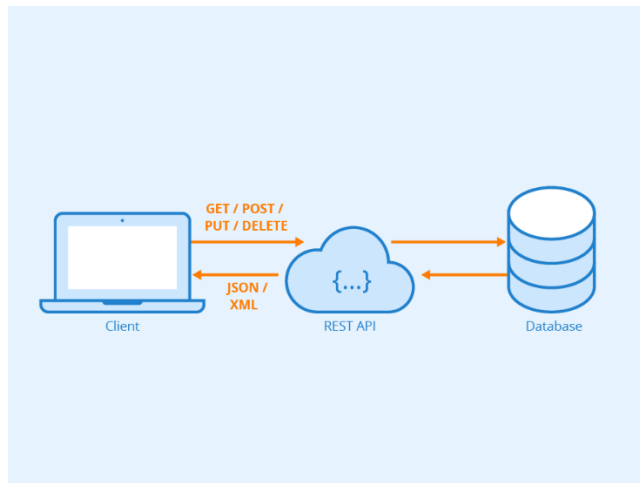 GET / POST /
PUT / DELETE
{...}
JSON /
XML
Client
REST API
Database